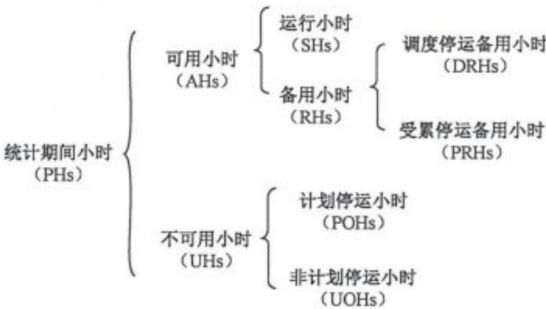 统计期间小时
(PHs)
可用小时
(AHs)
运行小时
(SHs)
备用小时
(RHs)
调度停运备用小时
(DRHs)
受累停运备用小时
(PRHs)
不可用小时
(UHs)
计划停运小时
(POHs)
非计划停运小时
(UOHs)